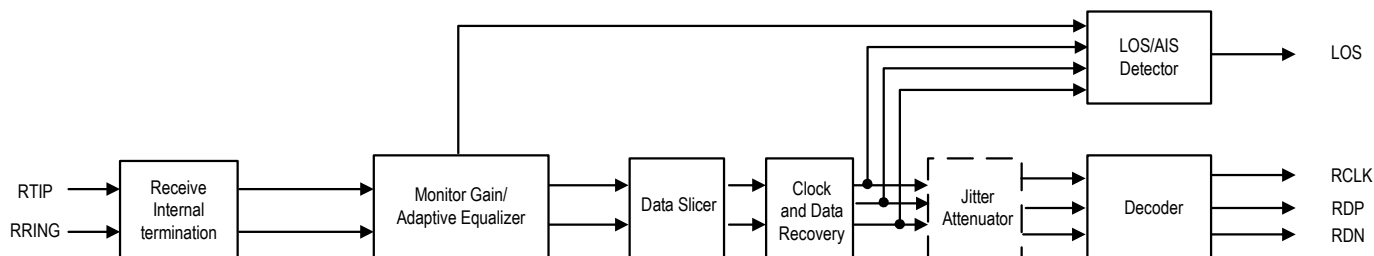 LOS/AIS
Detector
LOS
RTIP
RRING
Receive
Internal
termination
Monitor Gain/
Adaptive Equalizer
Data Slicer
Clock
and Data
Recovery
Jitter
Attenuator
Decoder
RCLK
RDP
RDN